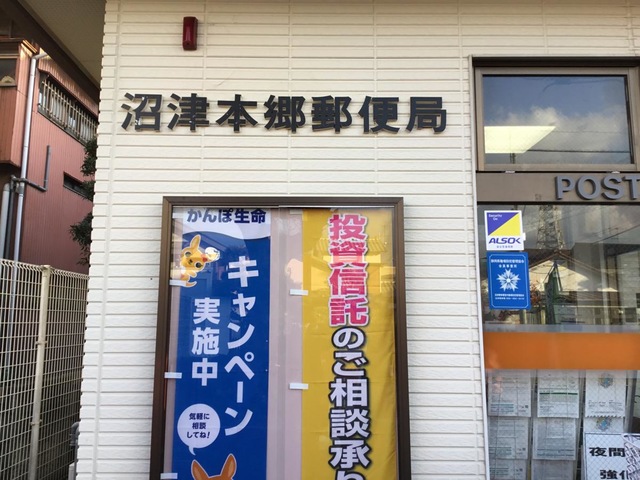 沼津本郷郵便局
POST
かんぽ生命
キャンペーン
実施中
気軽に
相談
してね!
投資信託のご相談承り
ALSOK
夜間
強化